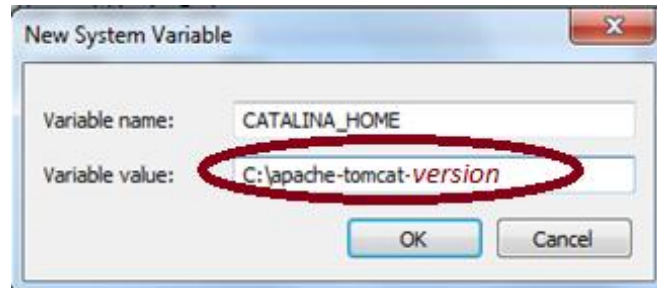 New System Variable
Variable name: CATALINA_HOME
Variable value: C:\apache-tomcat-version
OK Cancel